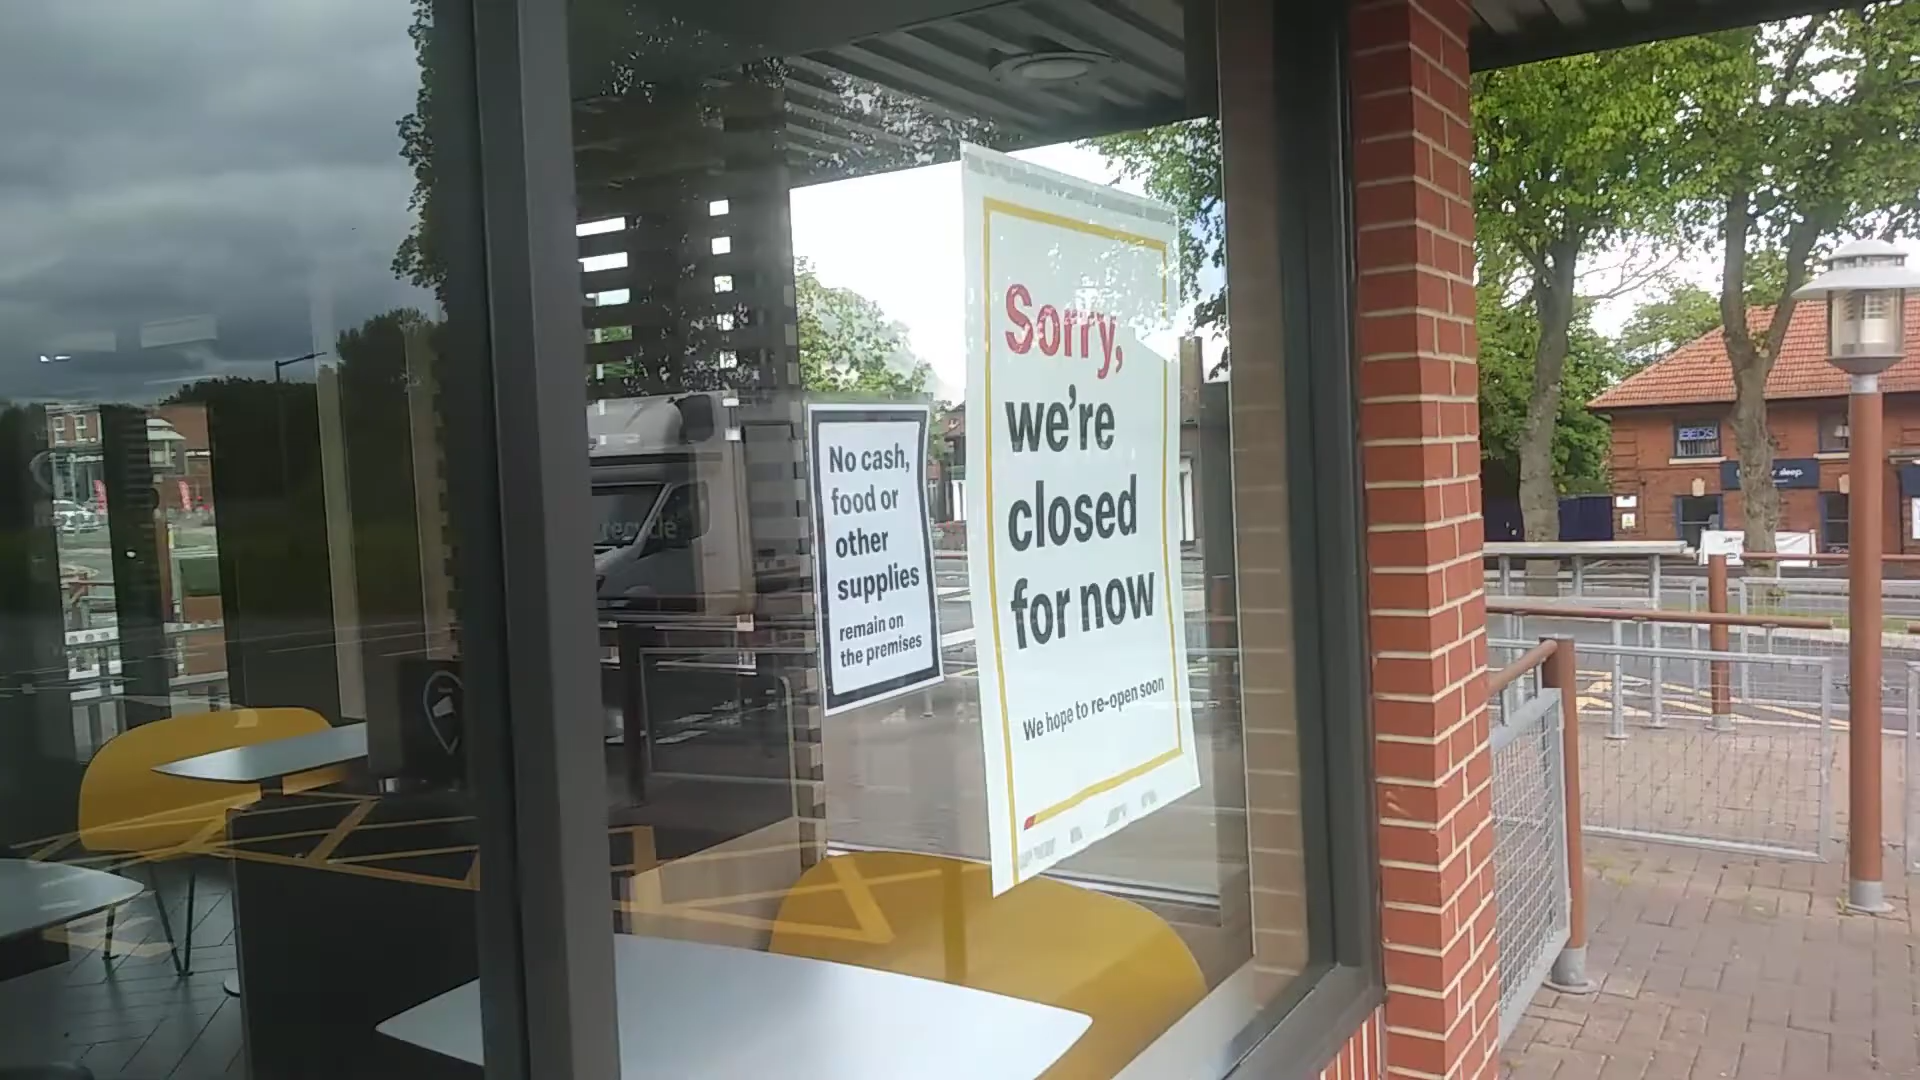 No cash,
food or
other
supplies
remain on
the premises
Sorry,
we're
closed
for now
We hope to re-open soon
BEDS
sleep.